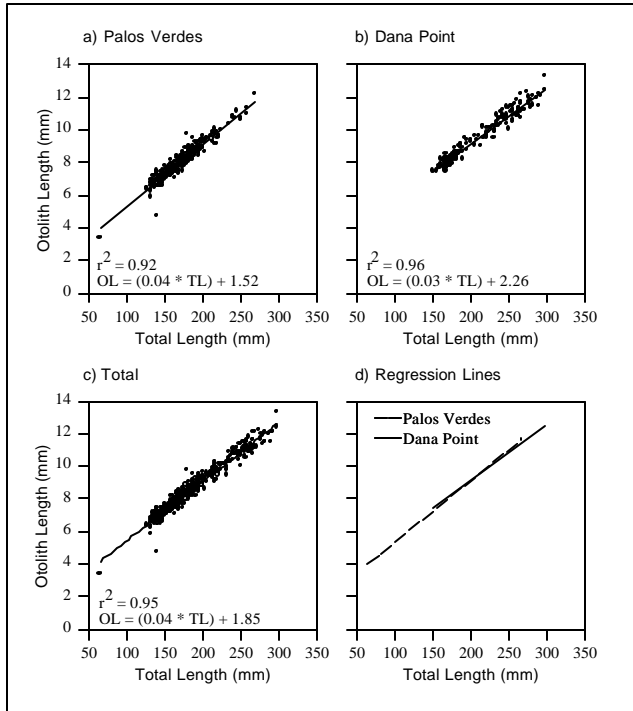 a) Palos Verdes
14
12
10
8
6
4
2
0
Otolith Length (mm)
r2 = 0.92
OL = (0.04 * TL) + 1.52
50 100 150 200 250 300 350
Total Length (mm)
b) Dana Point
r2 = 0.96
OL = (0.03 * TL) + 2.26
50 100 150 200 250 300 350
Total Length (mm)
c) Total
14
12
10
8
6
4
2
0
Otolith Length (mm)
r2 = 0.95
OL = (0.04 * TL) + 1.85
50 100 150 200 250 300 350
Total Length (mm)
d) Regression Lines
Palos Verdes
Dana Point
50 100 150 200 250 300 350
Total Length (mm)